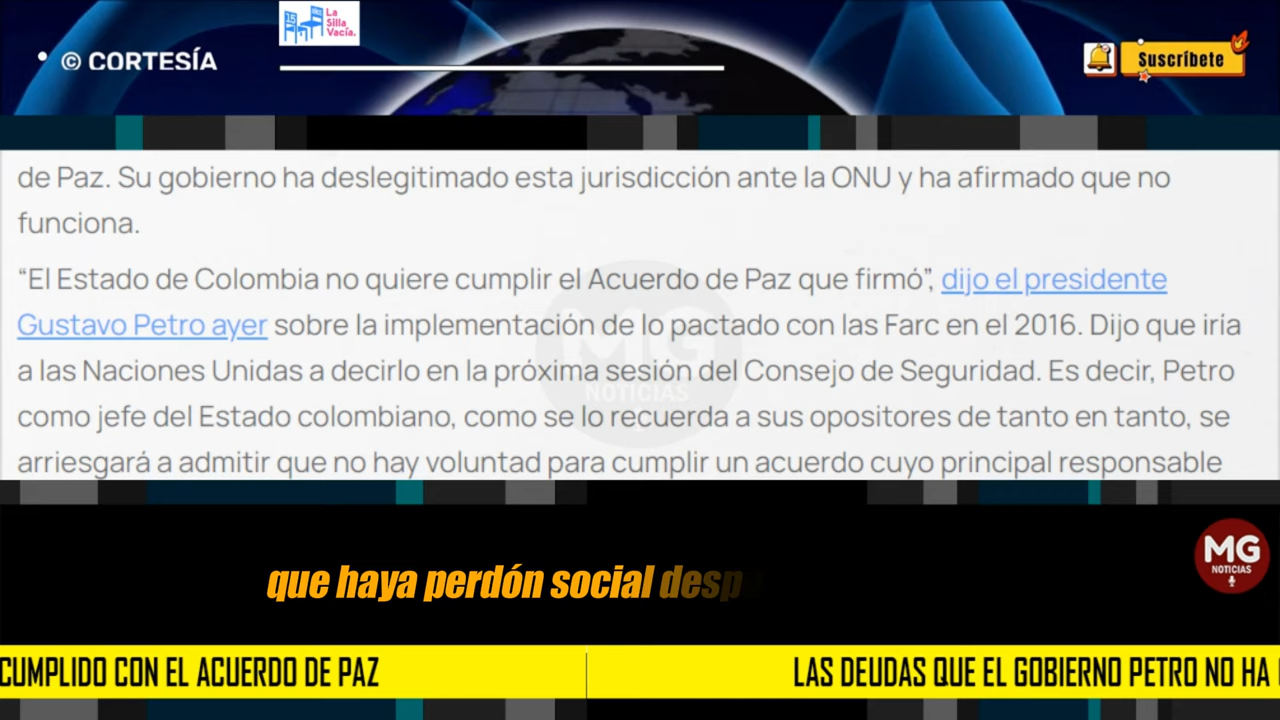 15 AÑOS
La
Silla
Vacía.
© CORTESÍA
Suscríbete
de Paz. Su gobierno ha deslegitimado esta jurisdicción ante la ONU y ha afirmado que no
funciona.
“El Estado de Colombia no quiere cumplir el Acuerdo de Paz que firmó”, dijo el presidente
Gustavo Petro ayer sobre la implementación de lo pactado con las Farc en el 2016. Dijo que iría
a las Naciones Unidas a decirlo en la próxima sesión del Consejo de Seguridad. Es decir, Petro
como jefe del Estado colombiano, como se lo recuerda a sus opositores de tanto en tanto, se
arriesgará a admitir que no hay voluntad para cumplir un acuerdo cuyo principal responsable
MG
NOTICIAS
que haya perdón social desp
MG
NOTICIAS
CUMPLIDO CON EL ACUERDO DE PAZ
LAS DEUDAS QUE EL GOBIERNO PETRO NO HA